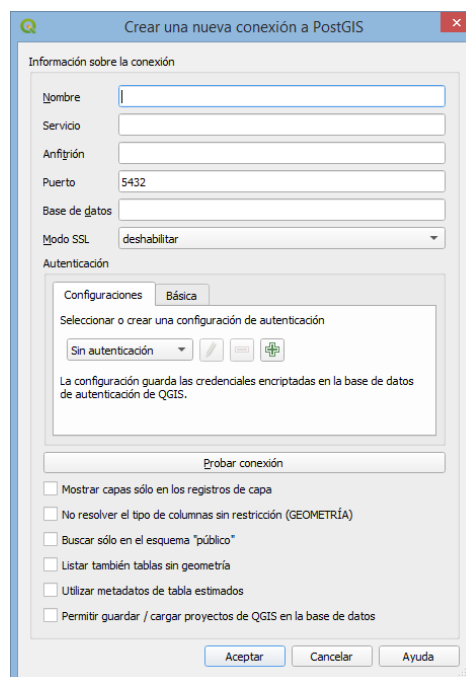 Crear una nueva conexión a PostGIS
Información sobre la conexión
Nombre
Servicio
Anfitrión
Puerto 5432
Base de datos
Modo SSL deshabilitar
Autenticación
Configuraciones Básica
Seleccionar o crear una configuración de autenticación
Sin autenticación
La configuración guarda las credenciales encriptadas en la base de datos
de autenticación de QGIS.
Probar conexión
Mostrar capas sólo en los registros de capa
No resolver el tipo de columnas sin restricción (GEOMETRÍA)
Buscar sólo en el esquema "público"
Listar también tablas sin geometría
Utilizar metadatos de tabla estimados
Permitir guardar / cargar proyectos de QGIS en la base de datos
Aceptar Cancelar Ayuda